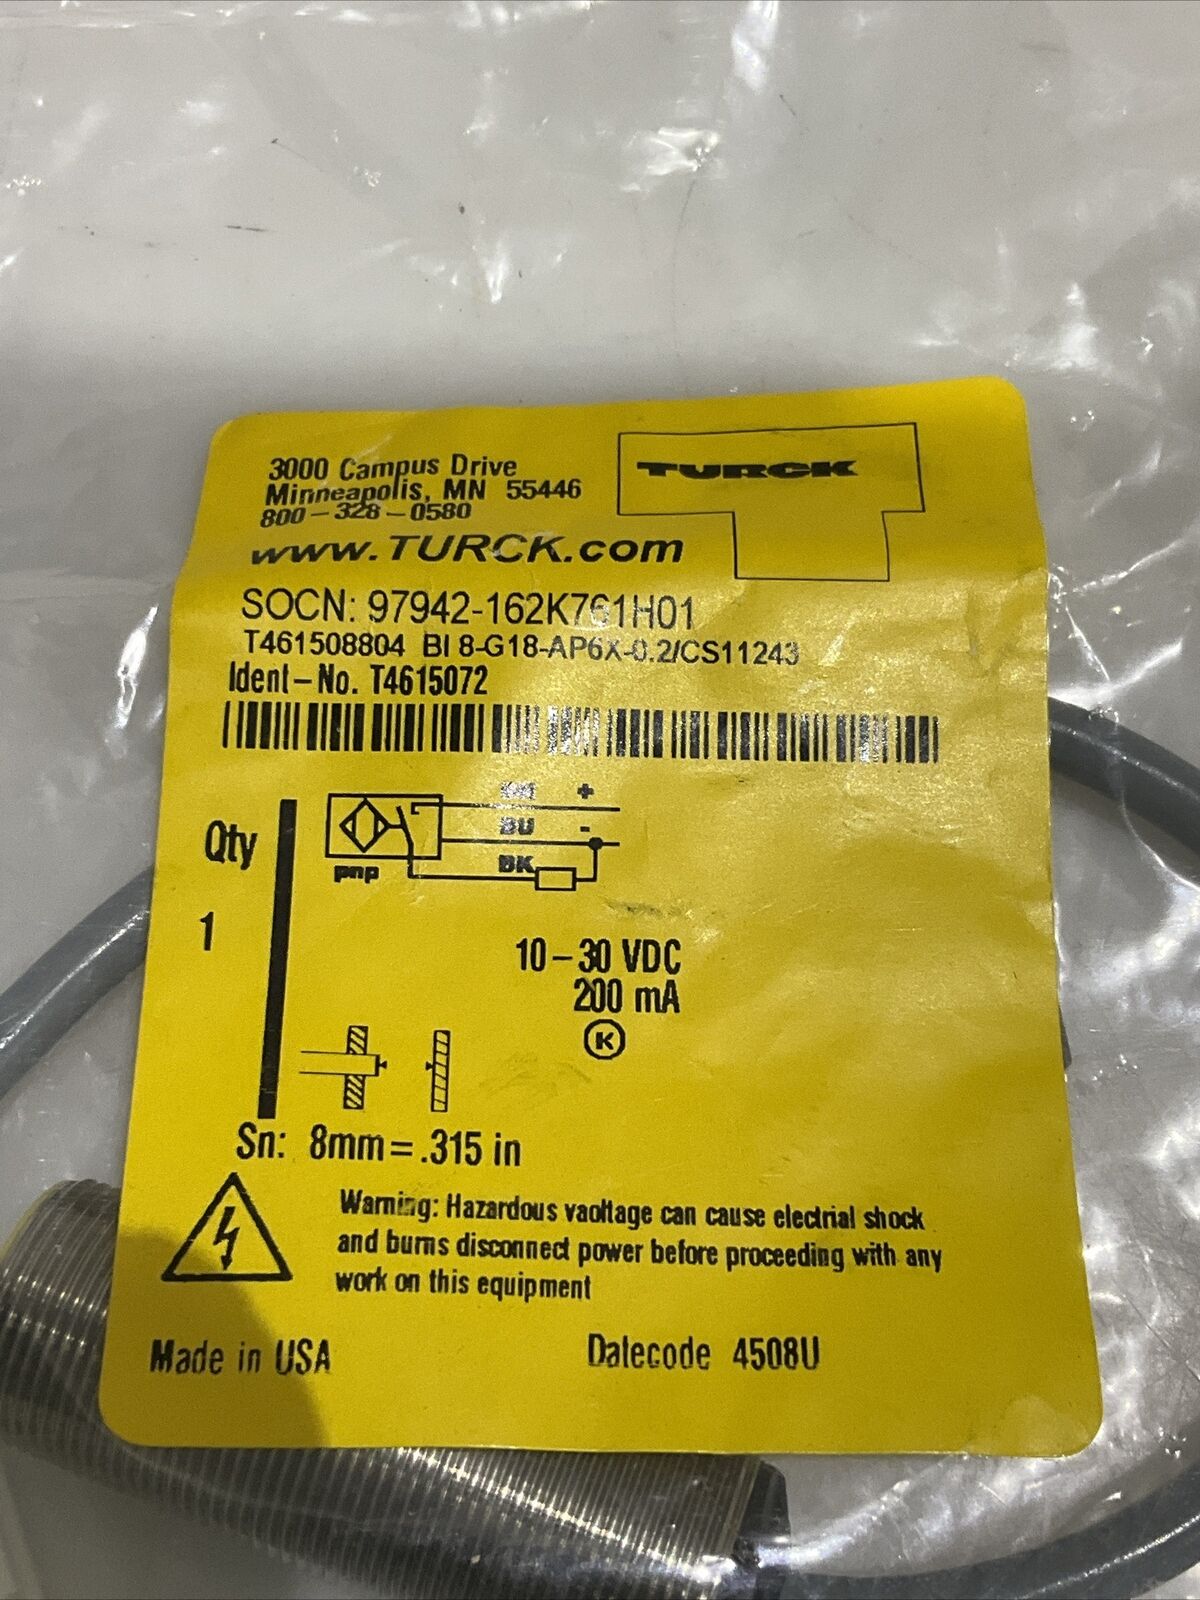 3000 Campus Drive
Minneapolis, MN 55446
800-328-0580
www.TURCK.com
TURCK
SOCN: 97942-162K761H01
T461508804 BI 8-G18-AP6X-0.2/CS11243
Ident-No. T4615072
Qty
1
+
BU -
BK
pnp
10-30 VDC
200 mA
K
Sn: 8mm = .315 in
Warning: Hazardous vaoltage can cause electrial shock
and burns disconnect power before proceeding with any
work on this equipment
Made in USA
Datecode 4508U